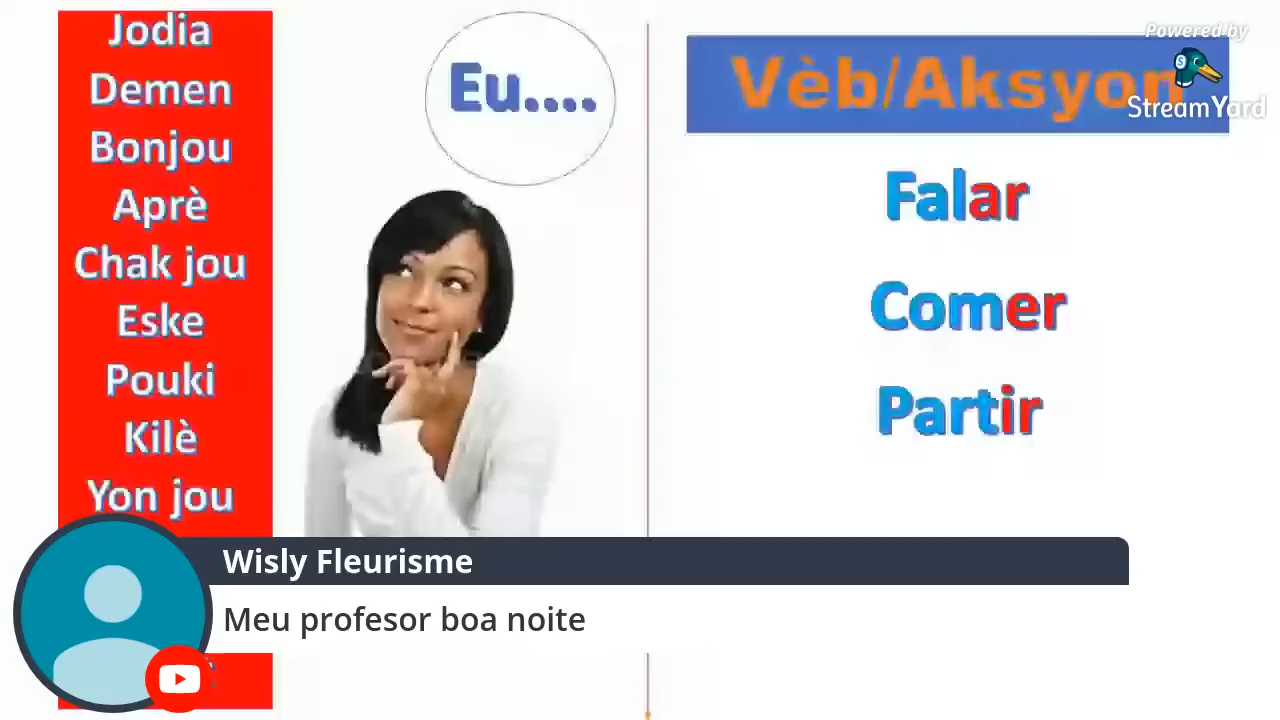 Jodia
Demen
Bonjou
Aprè
Chak jou
Eske
Pouki
Kilè
Yon jou
Eu....
Vèb/Aksyon
Falar
Comer
Partir
Powered by
StreamYard
Wisly Fleurisme
Meu profesor boa noite